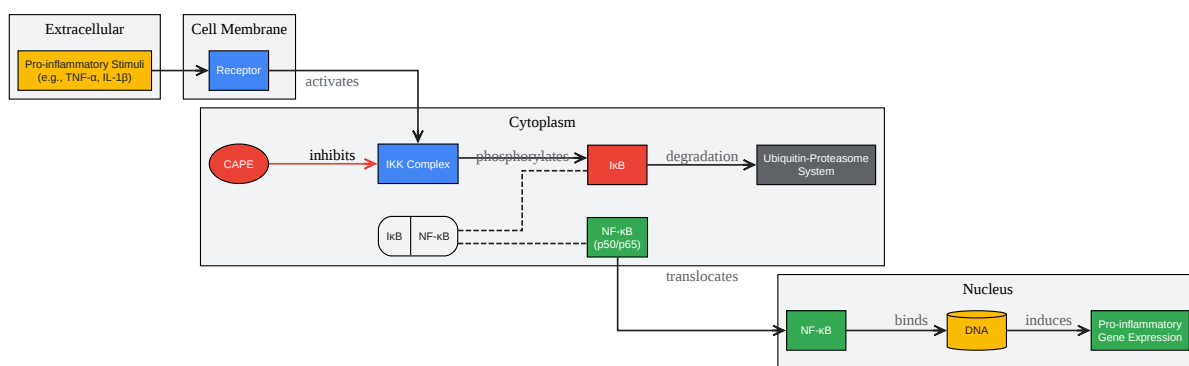 Extracellular
Pro-inflammatory Stimuli
(e.g., TNF-α, IL-1β)
Cell Membrane
Receptor
activates
Cytoplasm
CAPE
inhibits
IKK Complex
phosphorylates
IκB
degradation
Ubiquitin-Proteasome
System
IκB
NF-κB
NF-κB
(p50/p65)
translocates
Nucleus
NF-κB
binds
DNA
induces
Pro-inflammatory
Gene Expression